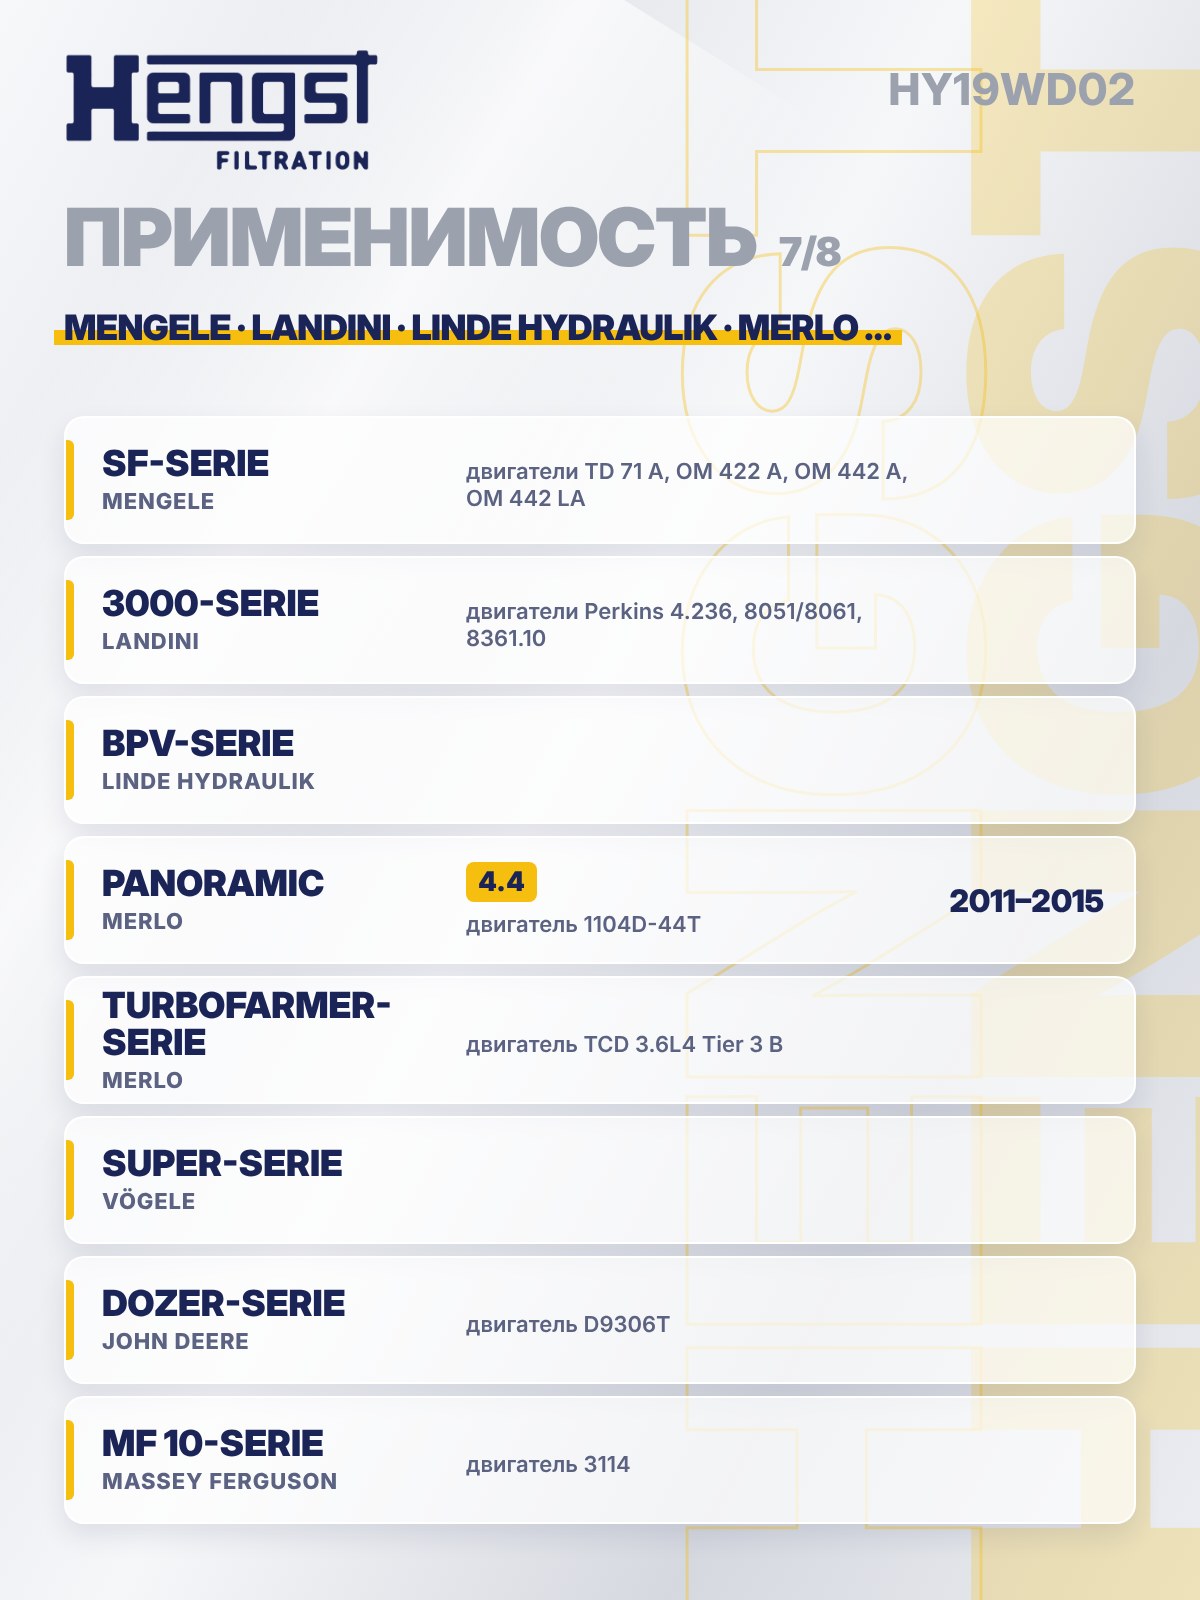 Hengst
FILTRATION
HY19WD02
ПРИМЕНИМОСТЬ 7/8
MENGELE · LANDINI · LINDE HYDRAULIK · MERLO ...
SF-SERIE
MENGELE
двигатели TD 71 A, OM 422 A, OM 442 A,
OM 442 LA
3000-SERIE
LANDINI
двигатели Perkins 4.236, 8051/8061,
8361.10
BPV-SERIE
LINDE HYDRAULIK
PANORAMIC
MERLO
4.4
двигатель 1104D-44T
2011–2015
TURBOFARMER-
SERIE
MERLO
двигатель TCD 3.6L4 Tier 3 B
SUPER-SERIE
VÖGELE
DOZER-SERIE
JOHN DEERE
двигатель D9306T
MF 10-SERIE
MASSEY FERGUSON
двигатель 3114
HENGST
HENGST